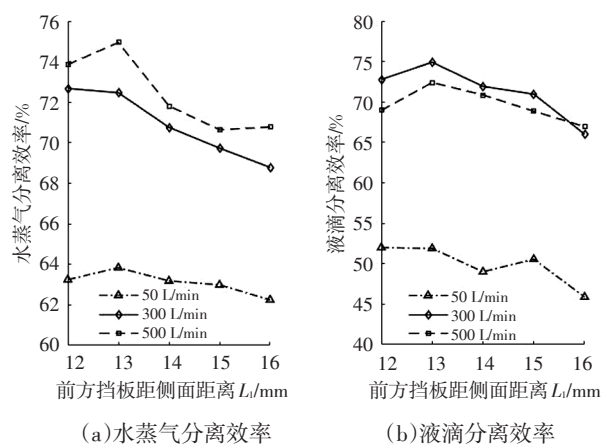 水蒸气分离效率/%
76
74
72
70
68
66
64
62
60
50 L/min
300 L/min
500 L/min
12 13 14 15 16
前方挡板距侧面距离L₁/mm
(a)水蒸气分离效率
液滴分离效率/%
80
75
70
65
60
55
50
45
40
50 L/min
300 L/min
500 L/min
12 13 14 15 16
前方挡板距侧面距离L₁/mm
(b)液滴分离效率